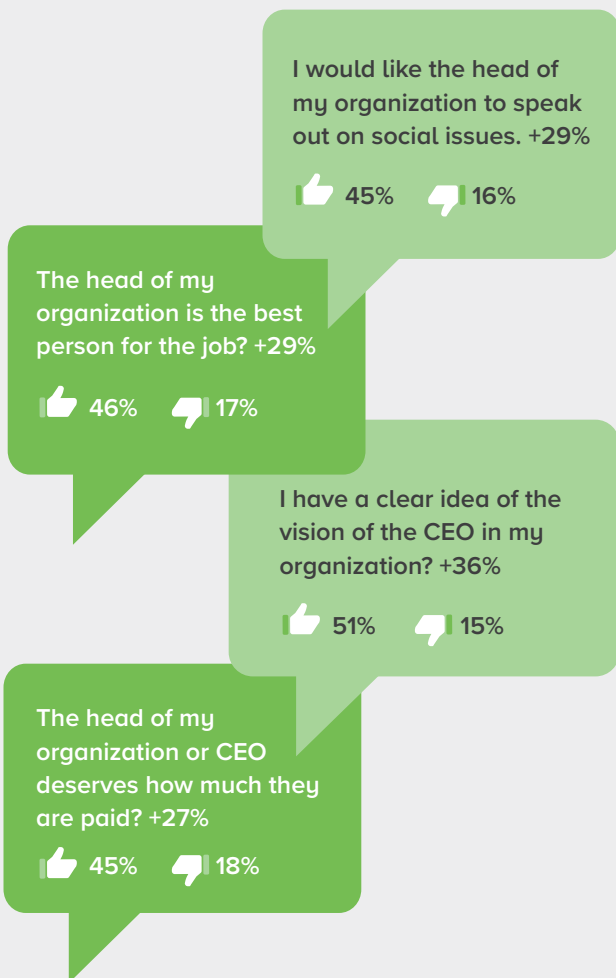 I would like the head of
my organization to speak
out on social issues. +29%
45% 16%
The head of my
organization is the best
person for the job? +29%
46% 17%
I have a clear idea of the
vision of the CEO in my
organization? +36%
51% 15%
The head of my
organization or CEO
deserves how much they
are paid? +27%
45% 18%